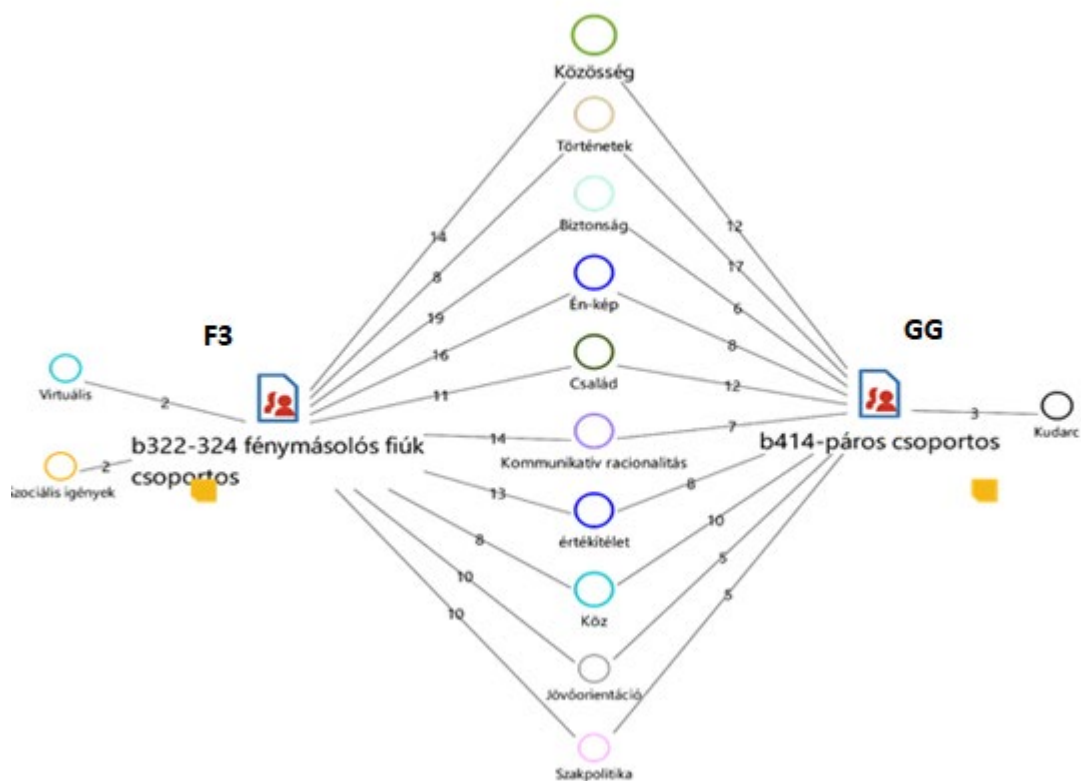 Közösség
Történetek
Biztonság
Én-kép
Család
Kommunikatív racionalitás
értékítélet
Köz
Jövőorientáció
Szakpolitika
F3
b322-324 fénymásolós fiúk
csoportos
Virtuális
szociális igények
2
2
14
8
19
16
11
14
13
8
10
10
GG
b414-páros csoportos
Kudarc
3
12
17
6
8
12
7
8
10
5
5